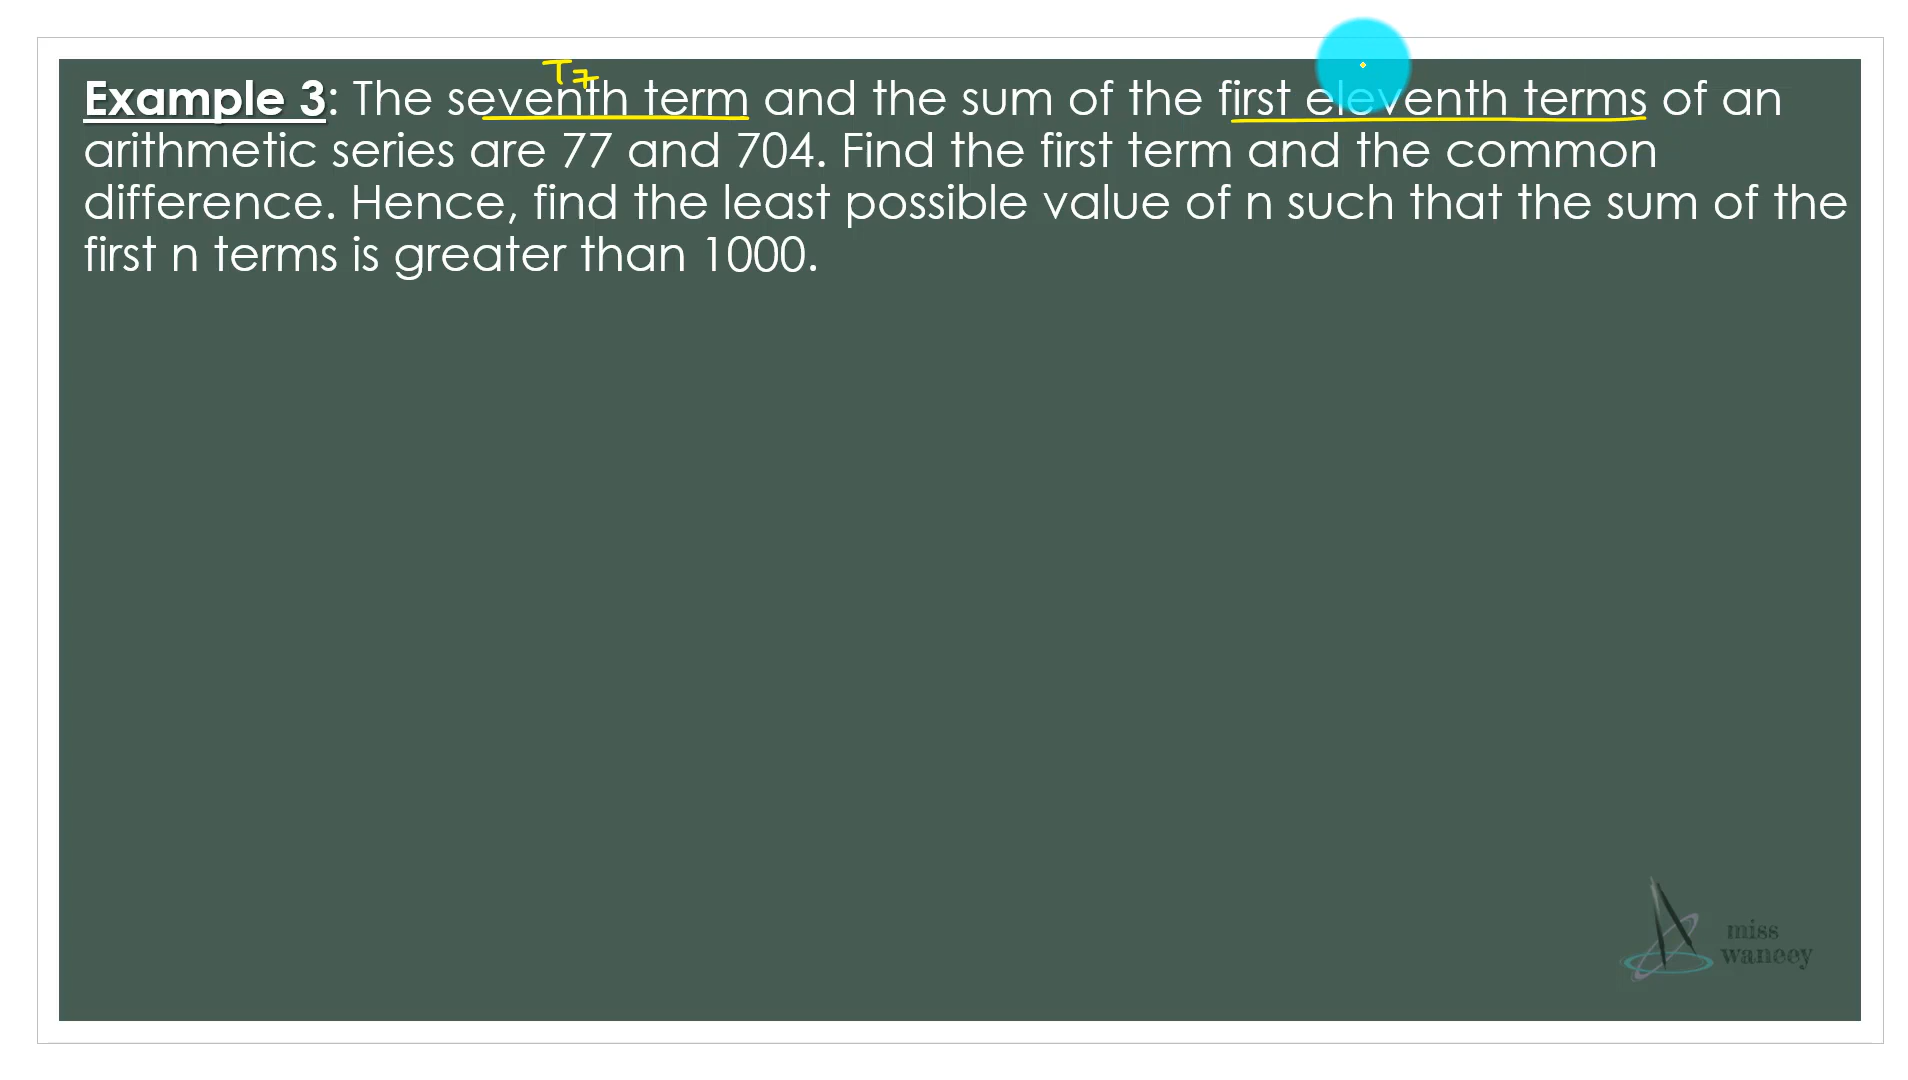 T7
Example 3: The seventh term and the sum of the first eleventh terms of an
arithmetic series are 77 and 704. Find the first term and the common
difference. Hence, find the least possible value of n such that the sum of the
first n terms is greater than 1000.
miss
waneey